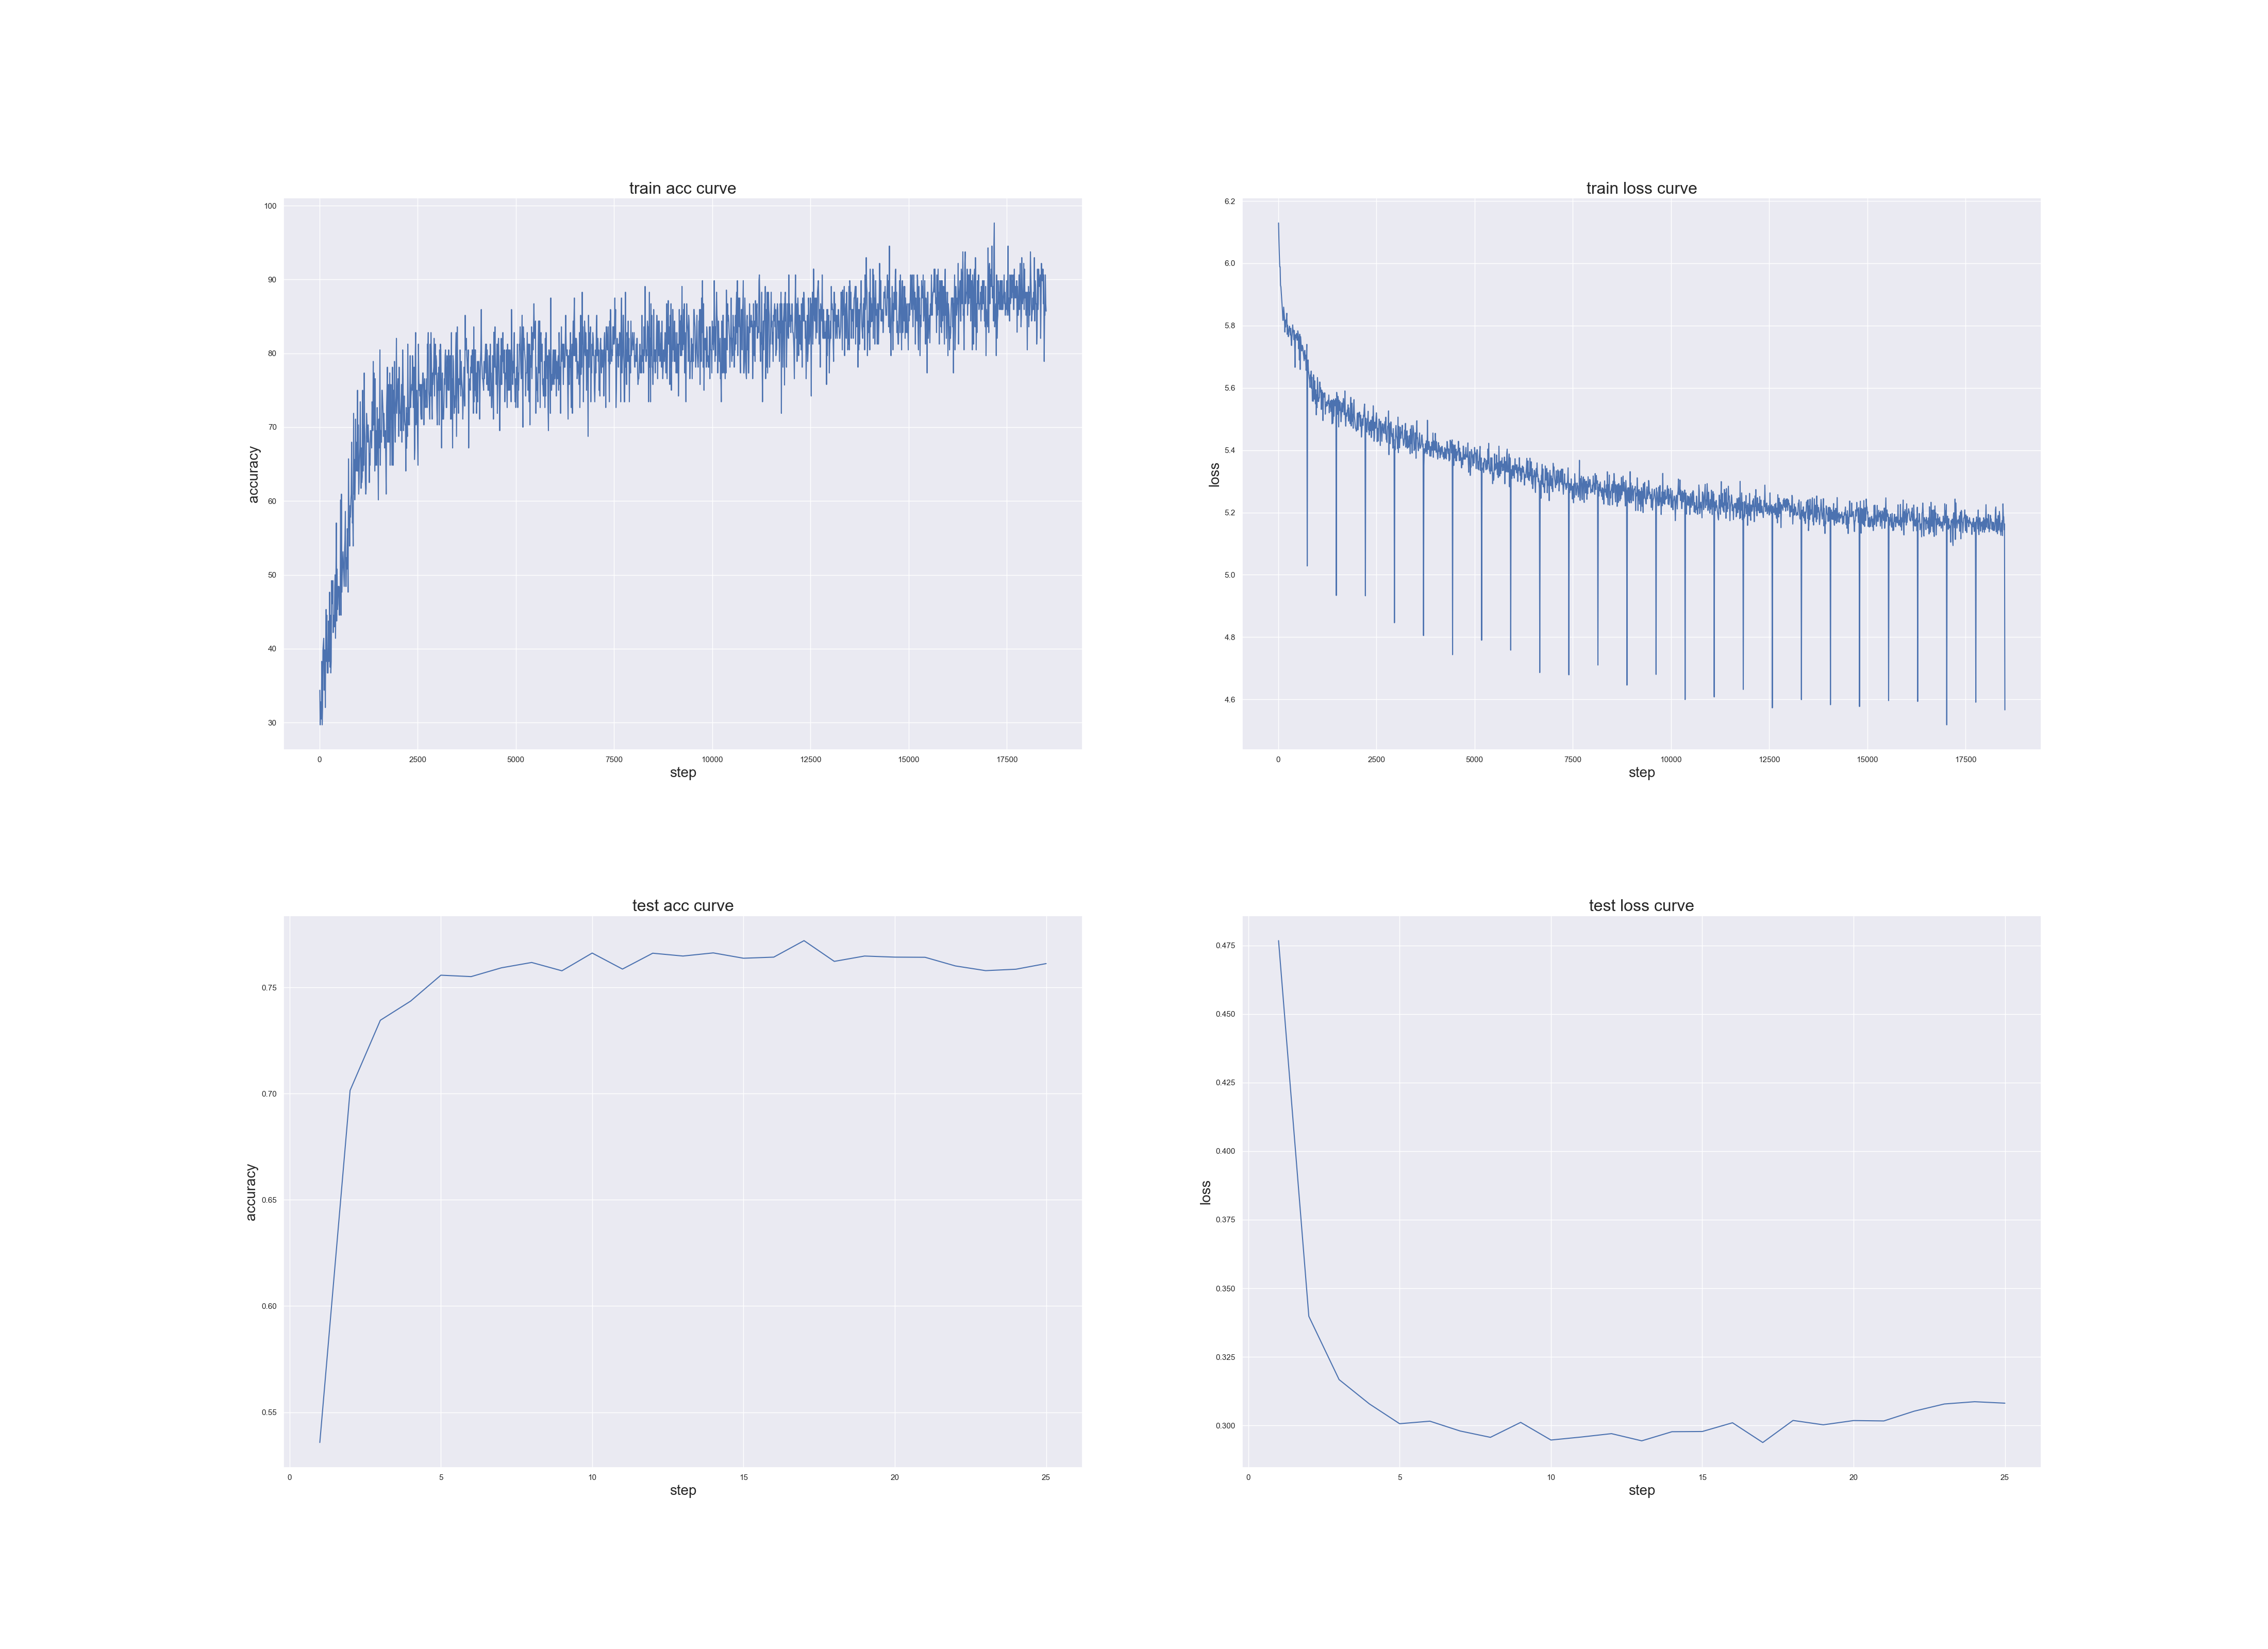 train acc curve
100
90
80
70
60
50
40
30
accuracy
0 2500 5000 7500 10000 12500 15000 17500
step
train loss curve
6.2
6.0
5.8
5.6
5.4
5.2
5.0
4.8
4.6
loss
0 2500 5000 7500 10000 12500 15000 17500
step
test acc curve
0.75
0.70
0.65
0.60
0.55
accuracy
0 5 10 15 20 25
step
test loss curve
0.475
0.450
0.425
0.400
0.375
0.350
0.325
0.300
loss
0 5 10 15 20 25
step